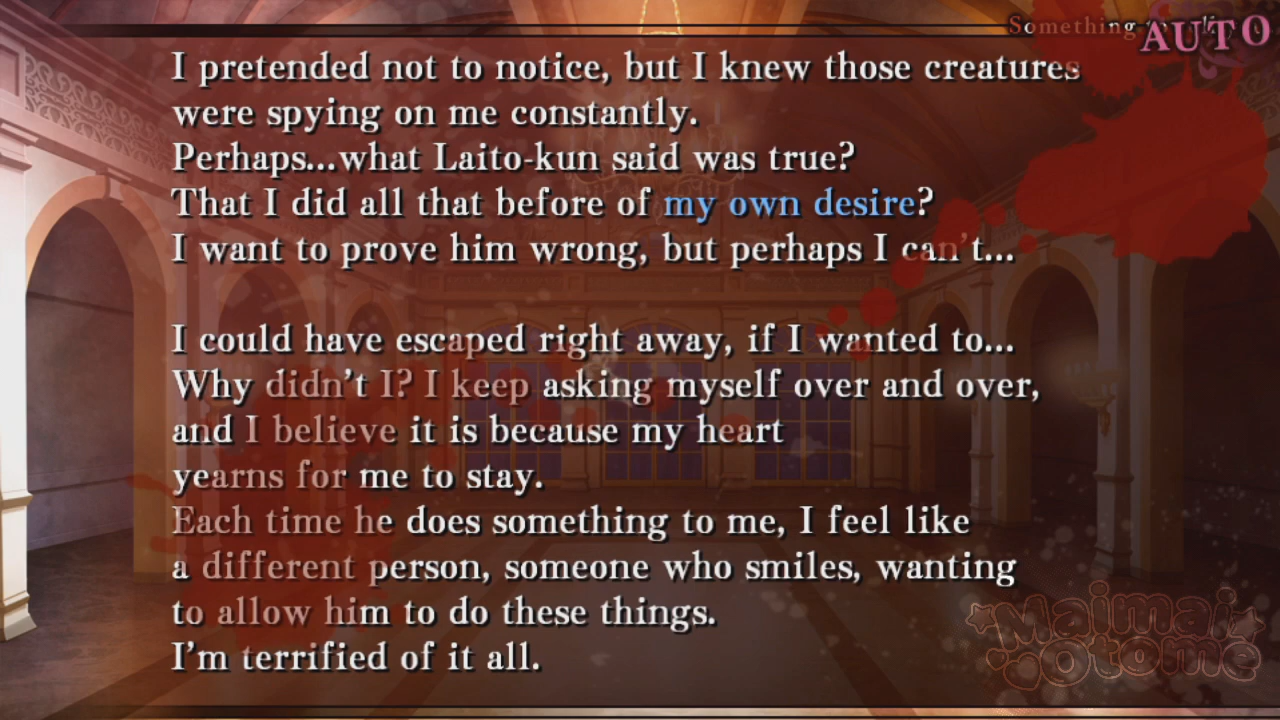 Something
AUTO
I pretended not to notice, but I knew those creatures
were spying on me constantly.
Perhaps...what Laito-kun said was true?
That I did all that before of my own desire?
I want to prove him wrong, but perhaps I can't...
I could have escaped right away, if I wanted to...
Why didn't I? I keep asking myself over and over,
and I believe it is because my heart
yearns for me to stay.
Each time he does something to me, I feel like
a different person, someone who smiles, wanting
to allow him to do these things.
I'm terrified of it all.
Maimai
Otome